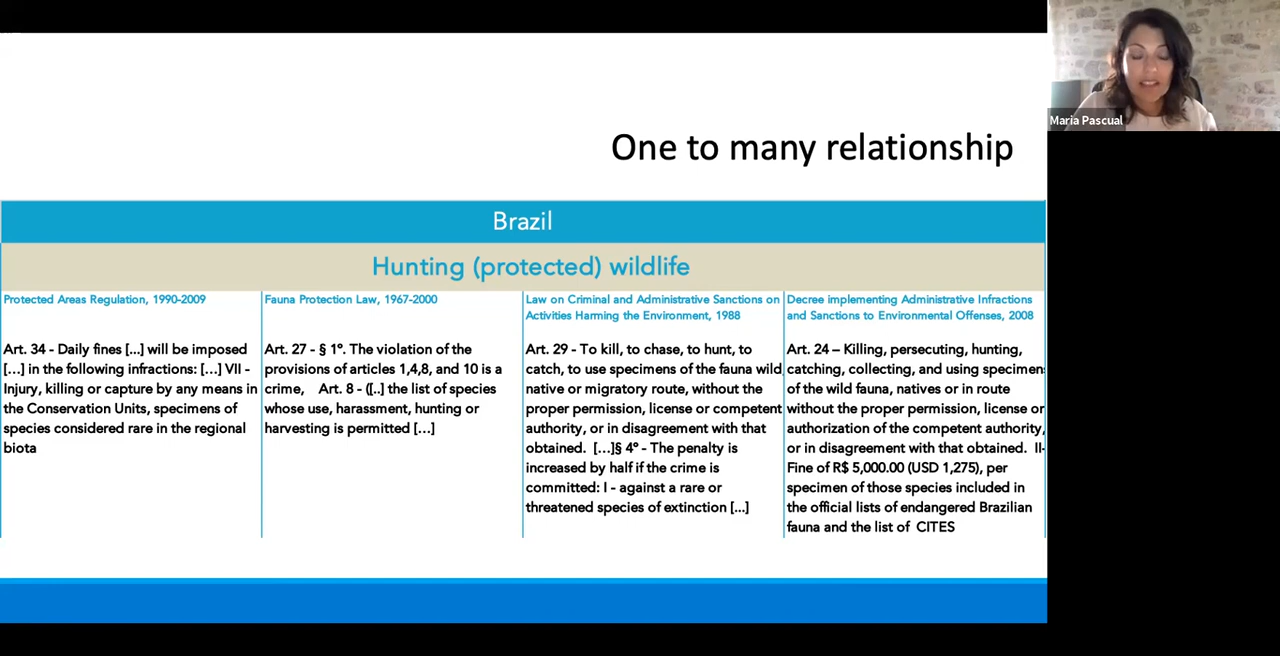 Maria Pascual
One to many relationship
Brazil
Hunting (protected) wildlife
Protected Areas Regulation, 1990-2009
Art. 34 - Daily fines [...] will be imposed
[...] in the following infractions: [...] VII -
Injury, killing or capture by any means in
the Conservation Units, specimens of
species considered rare in the regional
biota
Fauna Protection Law, 1967-2000
Art. 27 - § 1º. The violation of the
provisions of articles 1,4,8, and 10 is a
crime, Art. 8 - ([..] the list of species
whose use, harassment, hunting or
harvesting is permitted [...]
Law on Criminal and Administrative Sanctions on
Activities Harming the Environment, 1988
Art. 29 - To kill, to chase, to hunt, to
catch, to use specimens of the fauna wild
native or migratory route, without the
proper permission, license or competent
authority, or in disagreement with that
obtained. [...]§ 4º - The penalty is
increased by half if the crime is
committed: I - against a rare or
threatened species of extinction [...]
Decree implementing Administrative Infractions
and Sanctions to Environmental Offenses, 2008
Art. 24 – Killing, persecuting, hunting,
catching, collecting, and using specimens
of the wild fauna, natives or in route
without the proper permission, license or
authorization of the competent authority,
or in disagreement with that obtained. II-
Fine of R$ 5,000.00 (USD 1,275), per
specimen of those species included in
the official lists of endangered Brazilian
fauna and the list of CITES